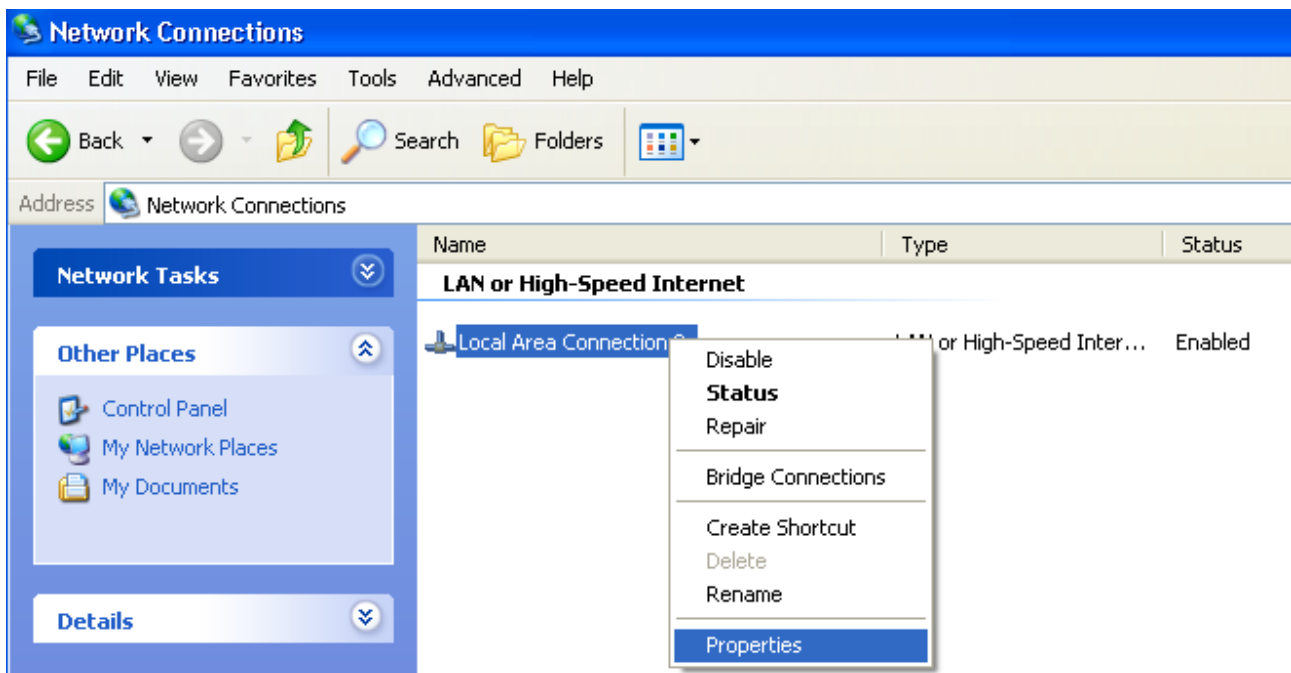 Network Connections
File Edit View Favorites Tools Advanced Help
Back Search Folders
Address Network Connections
Name Type Status
Network Tasks
LAN or High-Speed Internet
Other Places
Local Area Connection or High-Speed Inter... Enabled
Control Panel
My Network Places
My Documents
Details
Disable
Status
Repair
Bridge Connections
Create Shortcut
Delete
Rename
Properties